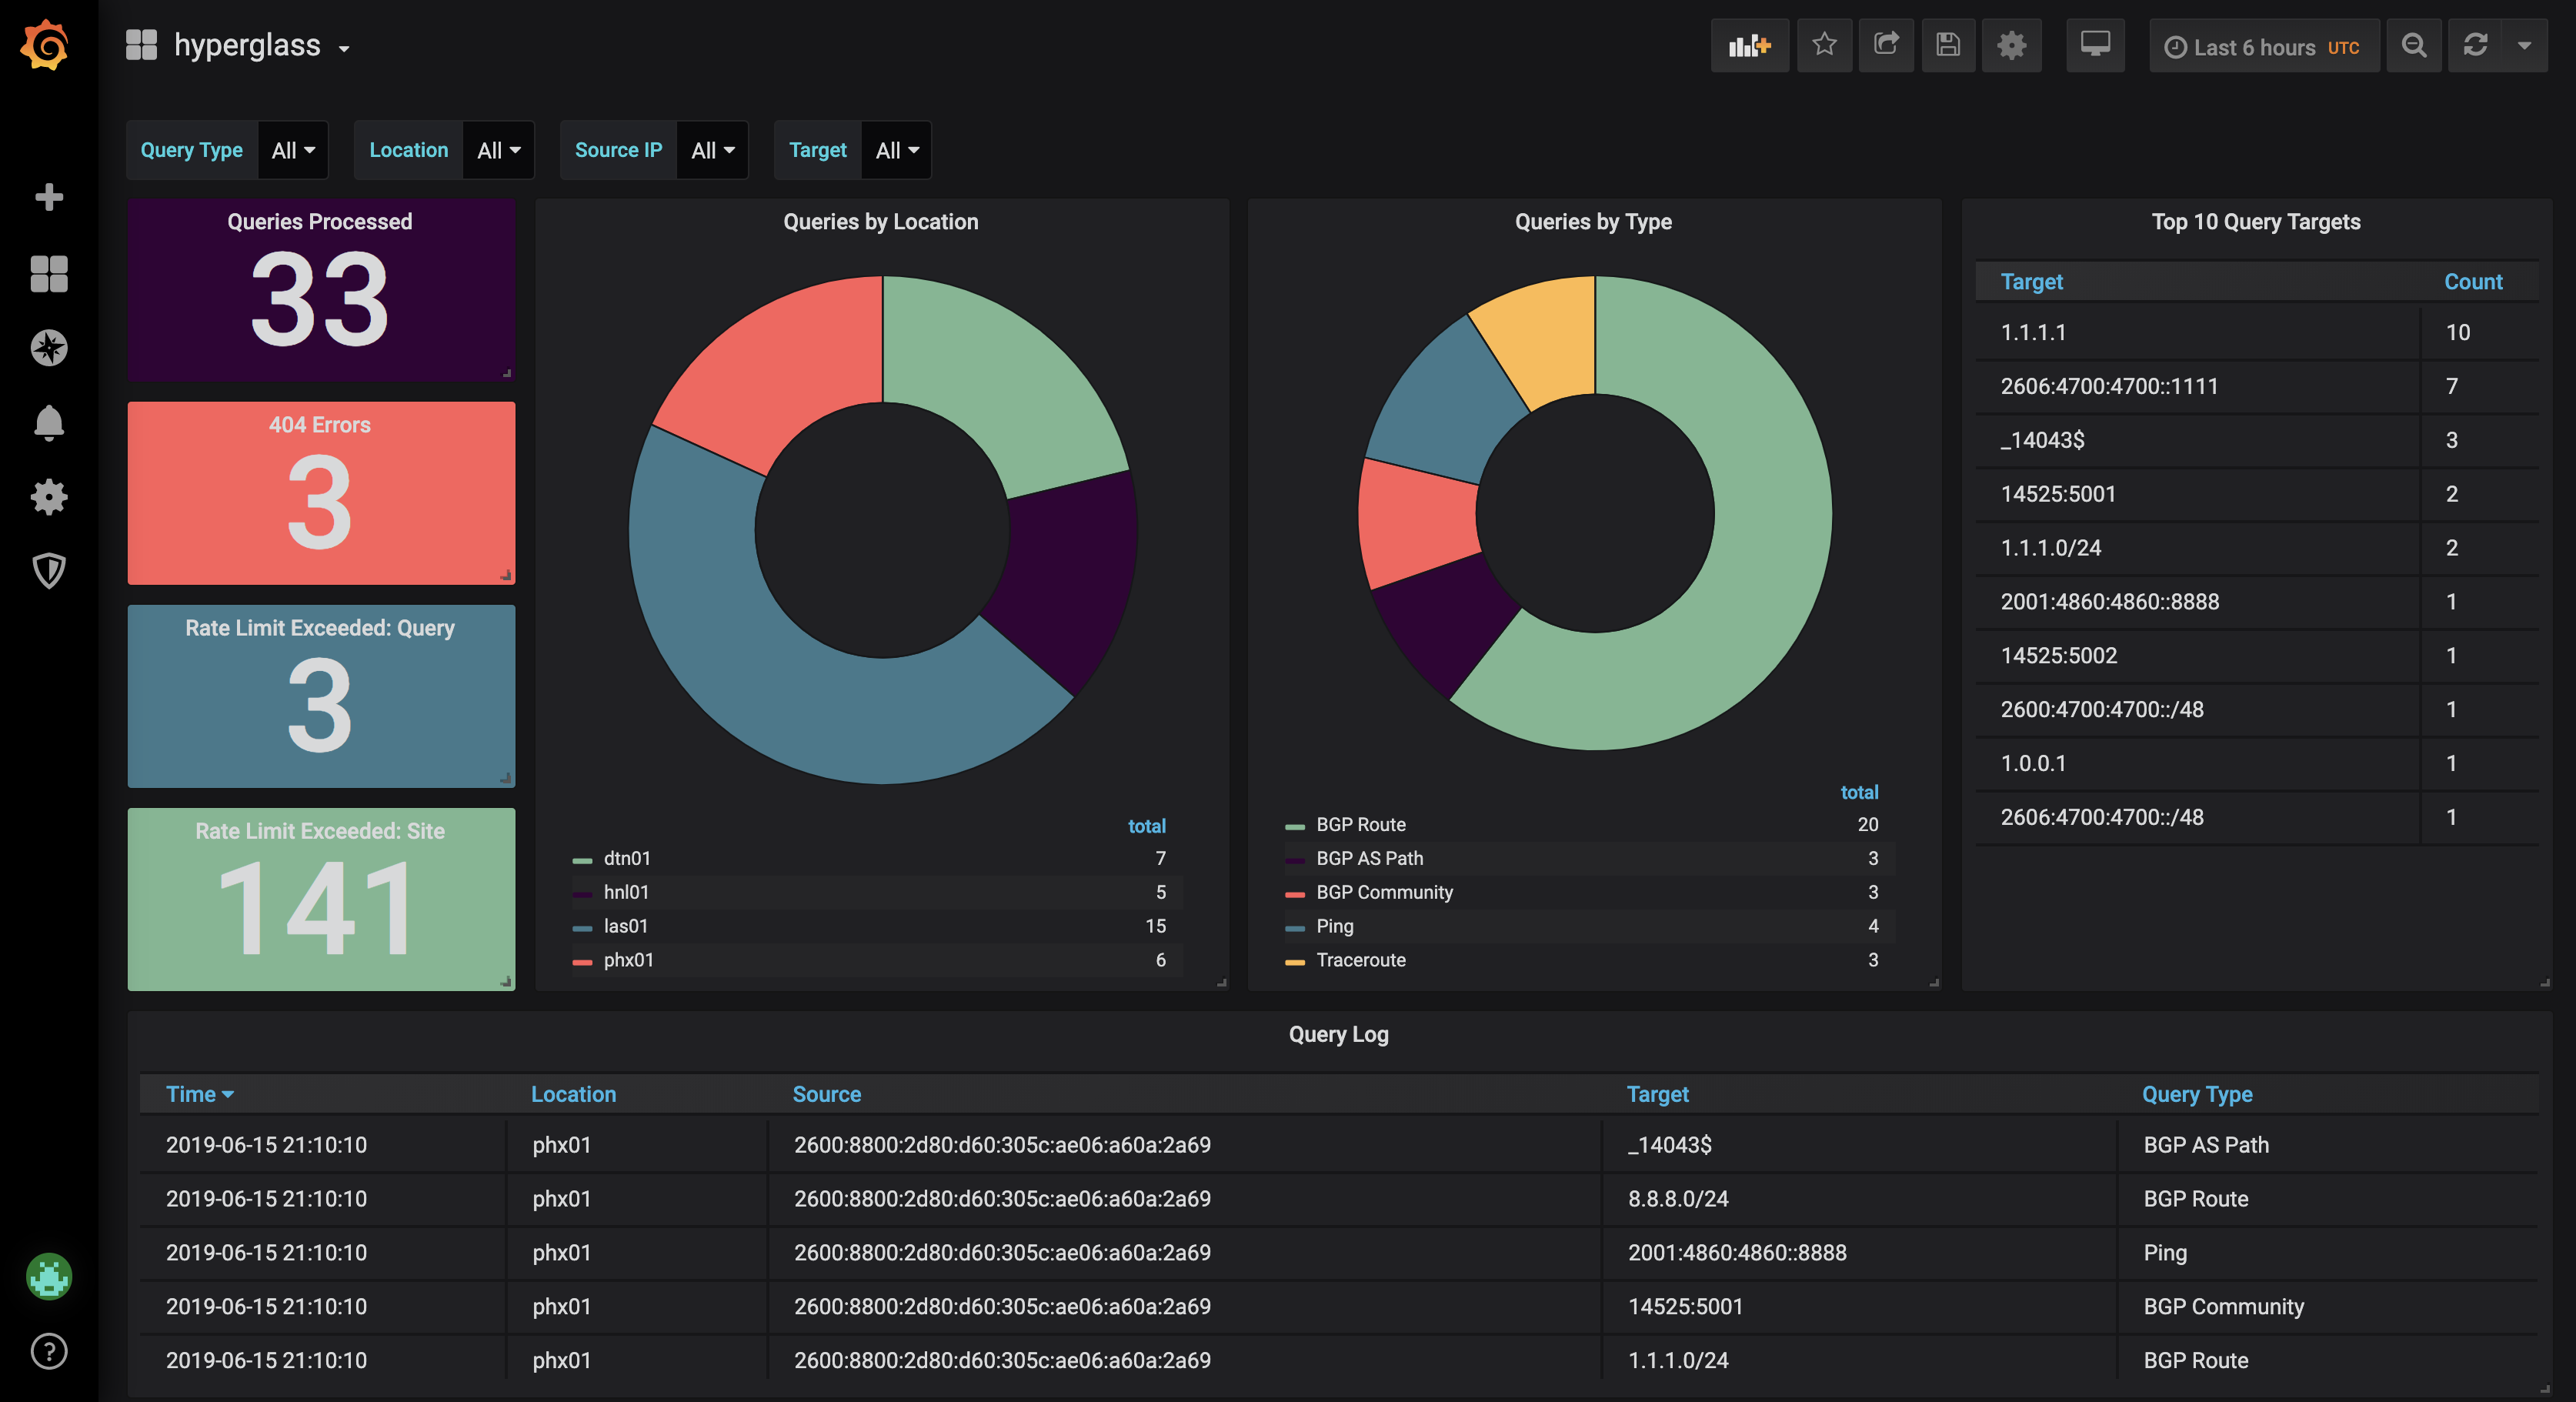 hyperglass
Last 6 hours UTC
Query Type All
Location All
Source IP All
Target All
Queries Processed
33
404 Errors
3
Rate Limit Exceeded: Query
3
Rate Limit Exceeded: Site
141
Queries by Location
total
dtn01 7
hnl01 5
las01 15
phx01 6
Queries by Type
total
BGP Route 20
BGP AS Path 3
BGP Community 3
Ping 4
Traceroute 3
Top 10 Query Targets
Target Count
1.1.1.1 10
2606:4700:4700::1111 7
_14043$ 3
14525:5001 2
1.1.1.0/24 2
2001:4860:4860::8888 1
14525:5002 1
2600:4700:4700::/48 1
1.0.0.1 1
2606:4700:4700::/48 1
Query Log
Time Location Source Target Query Type
2019-06-15 21:10:10 phx01 2600:8800:2d80:d60:305c:ae06:a60a:2a69 _14043$ BGP AS Path
2019-06-15 21:10:10 phx01 2600:8800:2d80:d60:305c:ae06:a60a:2a69 8.8.8.0/24 BGP Route
2019-06-15 21:10:10 phx01 2600:8800:2d80:d60:305c:ae06:a60a:2a69 2001:4860:4860::8888 Ping
2019-06-15 21:10:10 phx01 2600:8800:2d80:d60:305c:ae06:a60a:2a69 14525:5001 BGP Community
2019-06-15 21:10:10 phx01 2600:8800:2d80:d60:305c:ae06:a60a:2a69 1.1.1.0/24 BGP Route